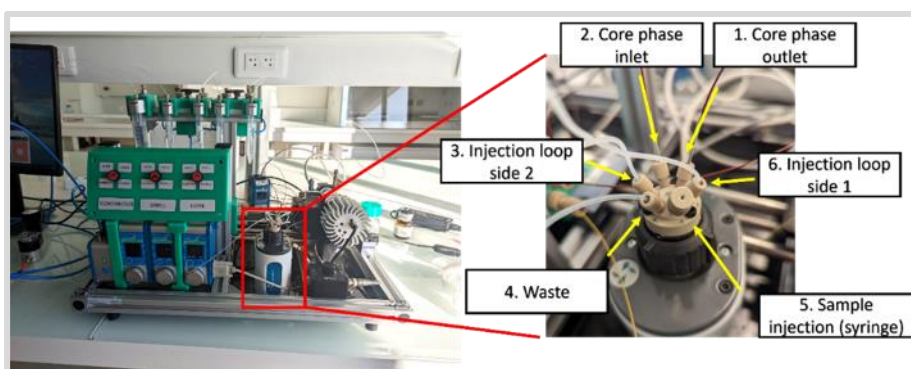 2. Core phase
inlet
1. Core phase
outlet
3. Injection loop
side 2
6. Injection loop
side 1
4. Waste
5. Sample
injection (syringe)